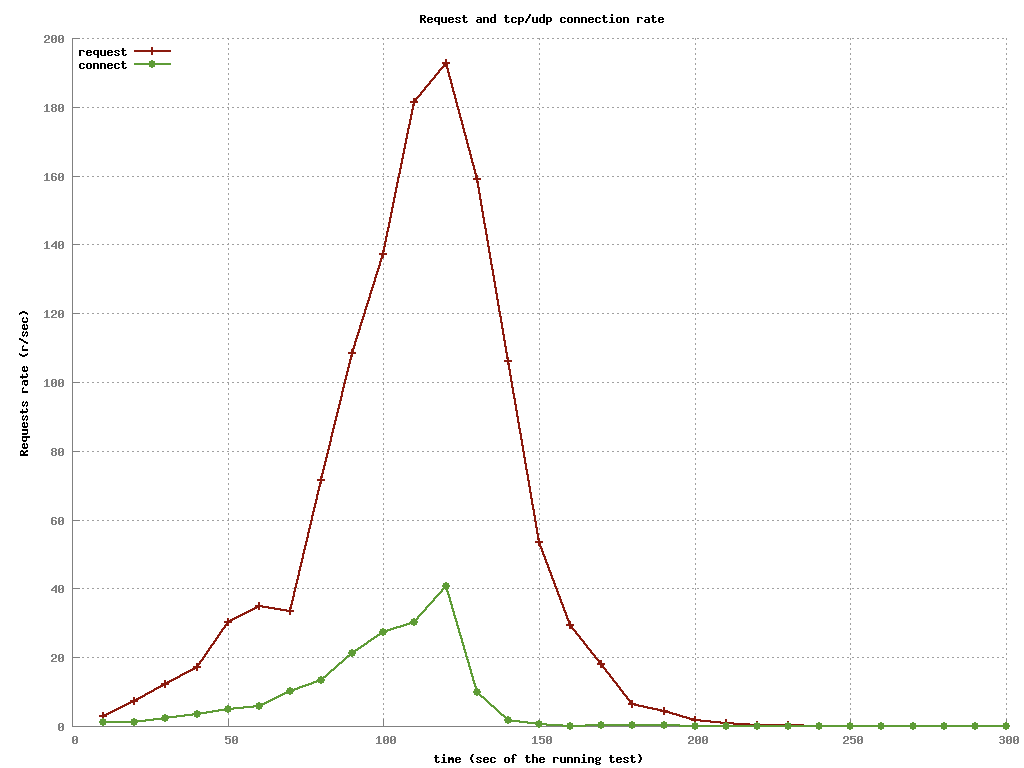 Request and tcp/udp connection rate
200
request
connect
180
160
140
120
100
80
60
40
20
0
Requests rate (r/sec)
0 50 100 150 200 250 300
time (sec of the running test)